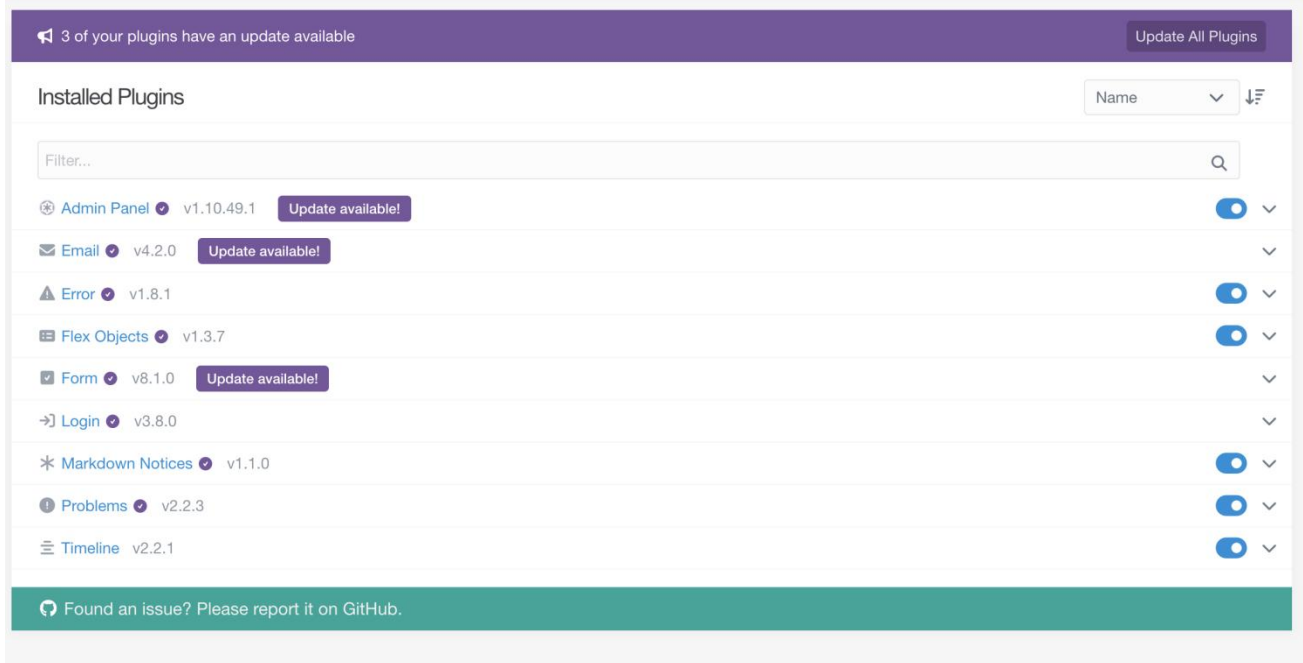 3 of your plugins have an update available Update All Plugins
Installed Plugins Name
Filter...
Admin Panel v1.10.49.1 Update available!
Email v4.2.0 Update available!
Error v1.8.1
Flex Objects v1.3.7
Form v8.1.0 Update available!
Login v3.8.0
Markdown Notices v1.1.0
Problems v2.2.3
Timeline v2.2.1
Found an issue? Please report it on GitHub.